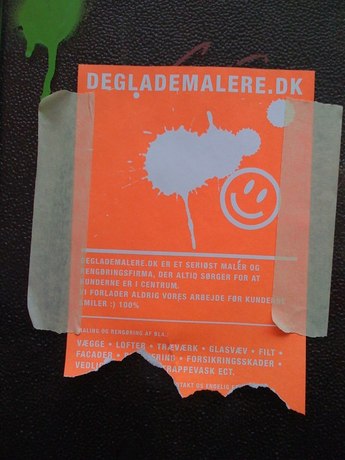 DEGLADEMALERE.DK
DEGLADEMALERE.DK ER ET SERIØST MALER OG
RENGØRINGSFIRMA, DER ALTID SØRGER FOR AT
KUNDERNE ER I CENTRUM.
VI FORLADER ALDRIG VORES ARBEJDE FØR KUNDERNE
SMILER :) 100%
MALING OG RENGØRING AF BLA.:
VÆGGE • LOFTER • TRÆVÆRK • GLASVÆV • FILT •
FACADER • • FORSIKRINGSSKADER •
TRAPPEVASK ECT.